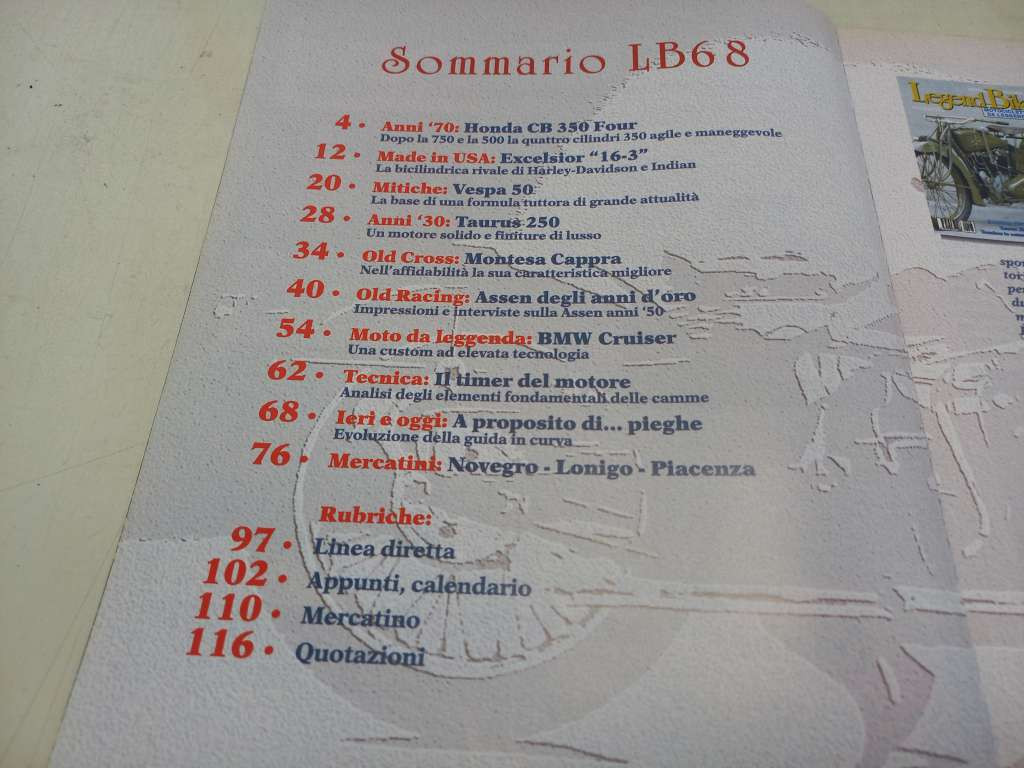 Sommario LB68
4 • Anni '70: Honda CB 350 Four
Dopo la 750 e la 500 la quattro cilindri 350 agile e maneggevole
12 • Made in USA: Excelsior "16-3"
La bicilindrica rivale di Harley-Davidson e Indian
20 • Mitiche: Vespa 50
La base di una formula tuttora di grande attualità
28 • Anni '30: Taurus 250
Un motore solido e finiture di lusso
34 • Old Cross: Montesa Cappra
Nell'affidabilità la sua caratteristica migliore
40 • Old Racing: Assen degli anni d'oro
Impressioni e interviste sulla Assen anni '50
54 • Moto da leggenda: BMW Cruiser
Una custom ad elevata tecnologia
62 • Tecnica: Il timer del motore
Analisi degli elementi fondamentali delle camme
68 • Ieri e oggi: A proposito di... pieghe
Evoluzione della guida in curva
76 • Mercatini: Novegro - Lonigo - Piacenza
Rubriche:
97 • Linea diretta
102 • Appunti, calendario
110 • Mercatino
116 • Quotazioni
Legend Bik